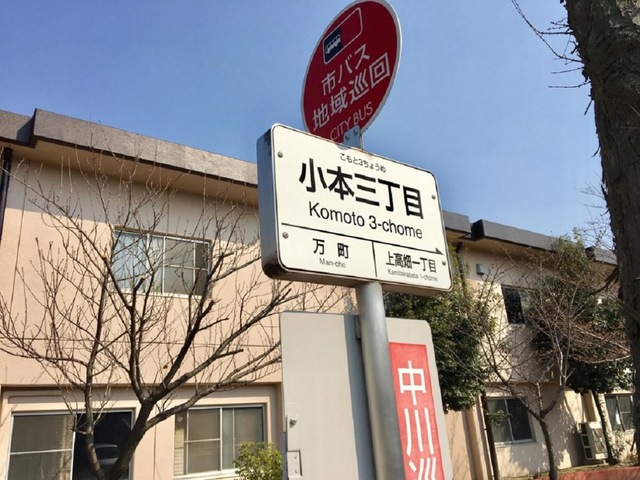 市バス
地域巡回
CITY BUS
こもと3ちょうめ
小本三丁目
Komoto 3-chome
万町
Man-cho
上高畑一丁目
Kamitakabata 1-chome
中川巡